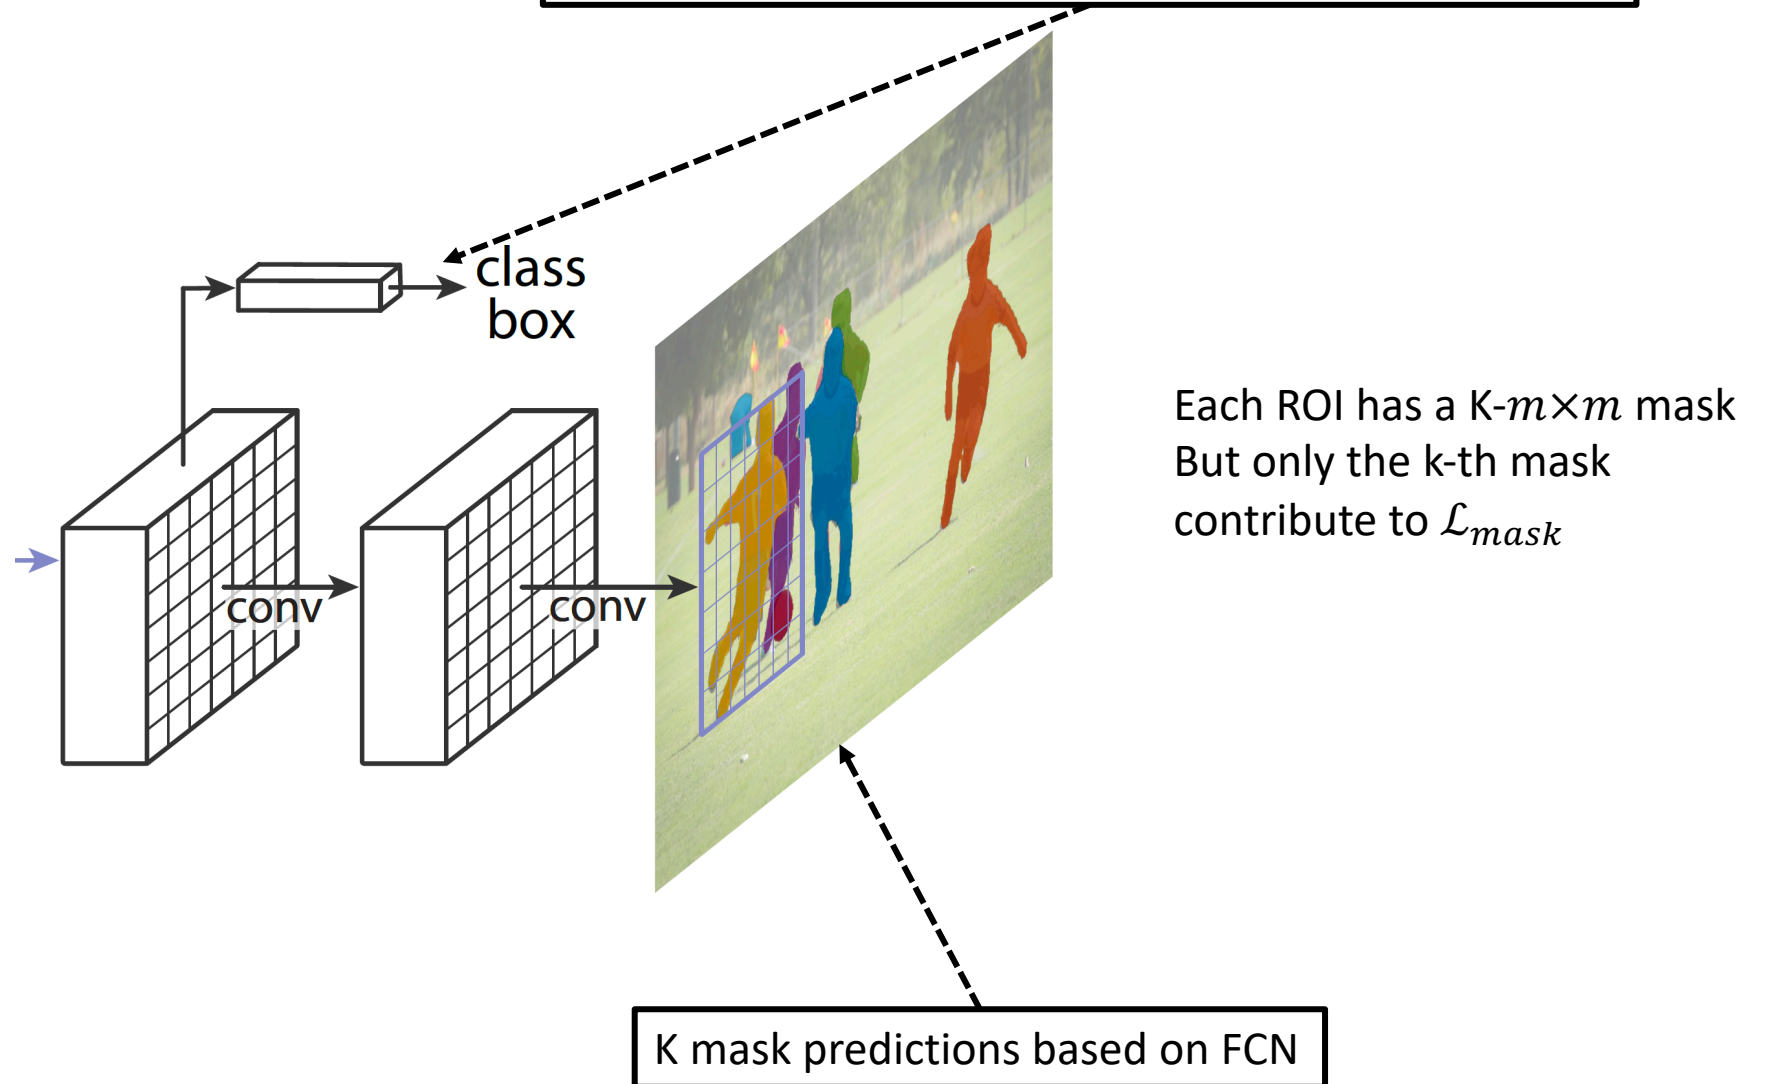 class
box
conv
conv
Each ROI has a K-𝑚×𝑚 mask
But only the k-th mask
contribute to ℒ𝑚𝑎𝑠𝑘
K mask predictions based on FCN